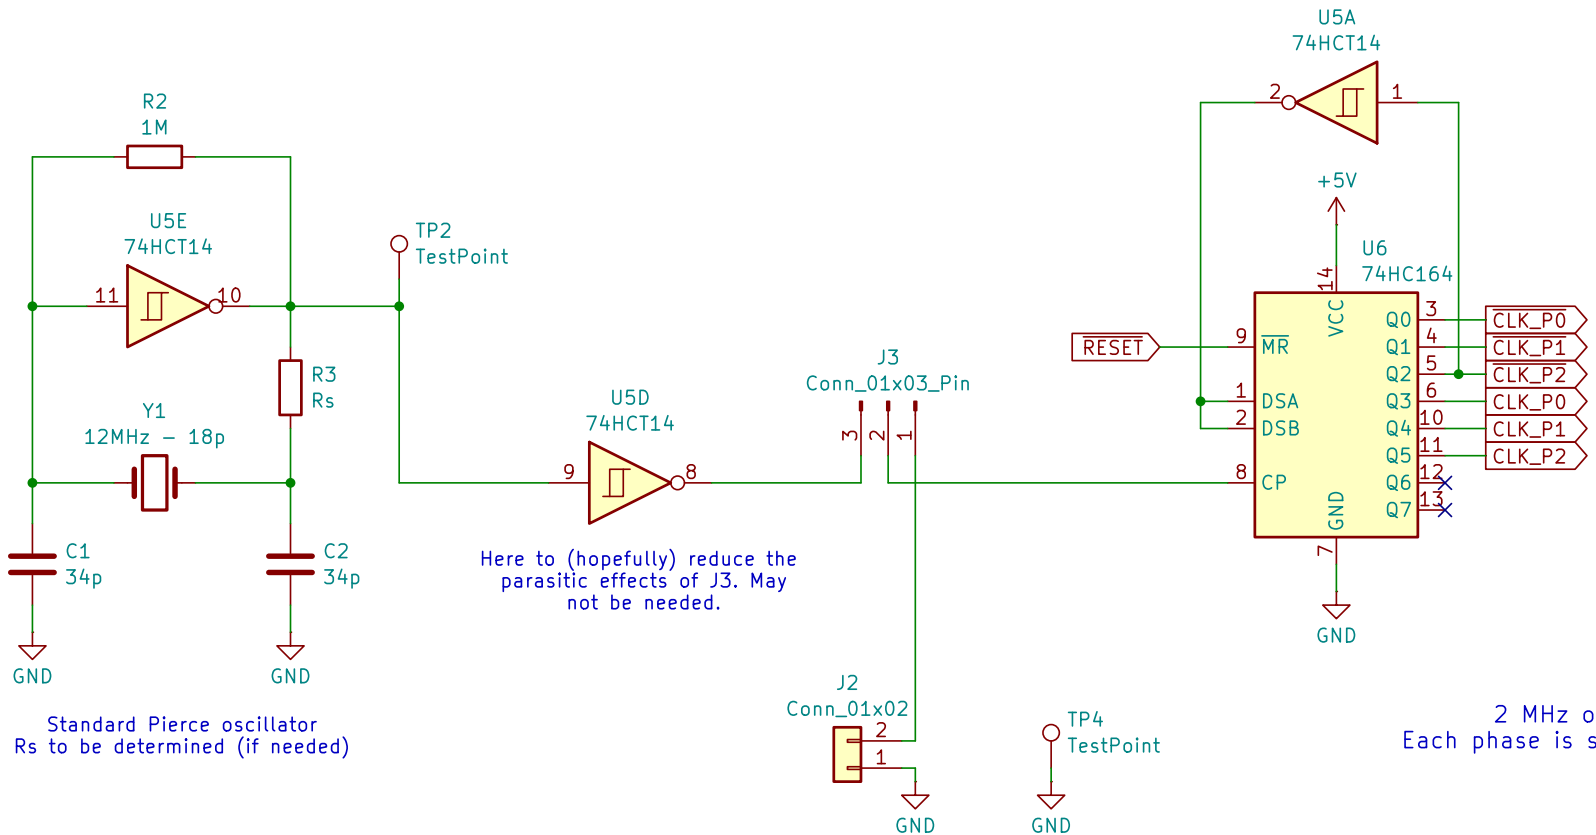 U5A
74HCT14
2
1
R2
1M
+5V
U5E
74HCT14
11
10
TP2
TestPoint
U6
74HC164
14
VCC
3
Q0
CLK_P0
4
Q1
CLK_P1
5
Q2
CLK_P2
6
Q3
CLK_P0
10
Q4
CLK_P1
11
Q5
CLK_P2
12
Q6
13
Q7
RESET
9
MR
1
DSA
2
DSB
8
CP
GND
7
GND
R3
Rs
Y1
12MHz - 18p
J3
Conn_01x03_Pin
3
2
1
U5D
74HCT14
9
8
C1
34p
C2
34p
GND
GND
Here to (hopefully) reduce the
parasitic effects of J3. May
not be needed.
Standard Pierce oscillator
Rs to be determined (if needed)
J2
Conn_01x02
2
1
GND
TP4
TestPoint
GND
2 MHz o
Each phase is s